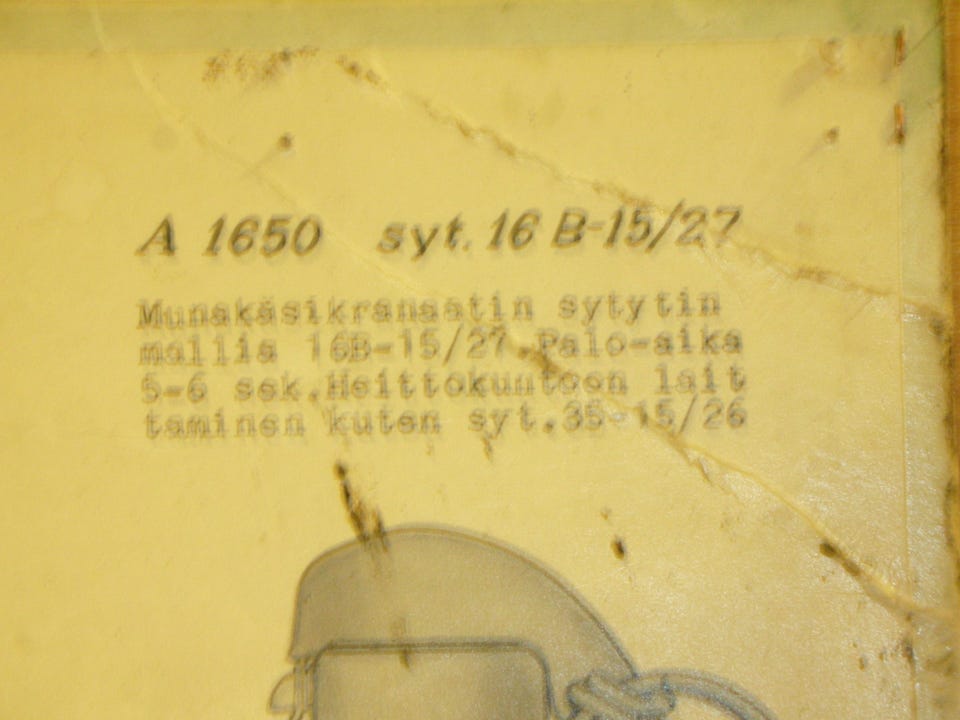 A 1650 syt. 16 B-15/27
Munakäsikranaatin sytytin
mallia 16B-15/27.Palo-aika
5-6 sek.Heittokuntoon lait
taminen kuten syt.35-15/26